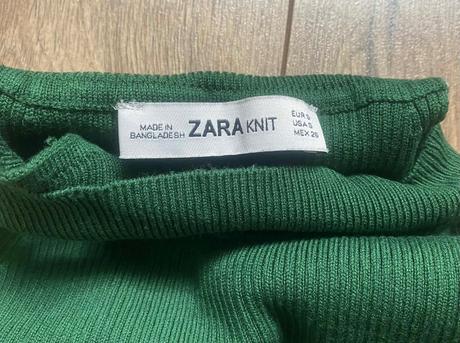 MADE IN
BANGLADESH
ZARA KNIT
EUR S
USA S
MEX 26